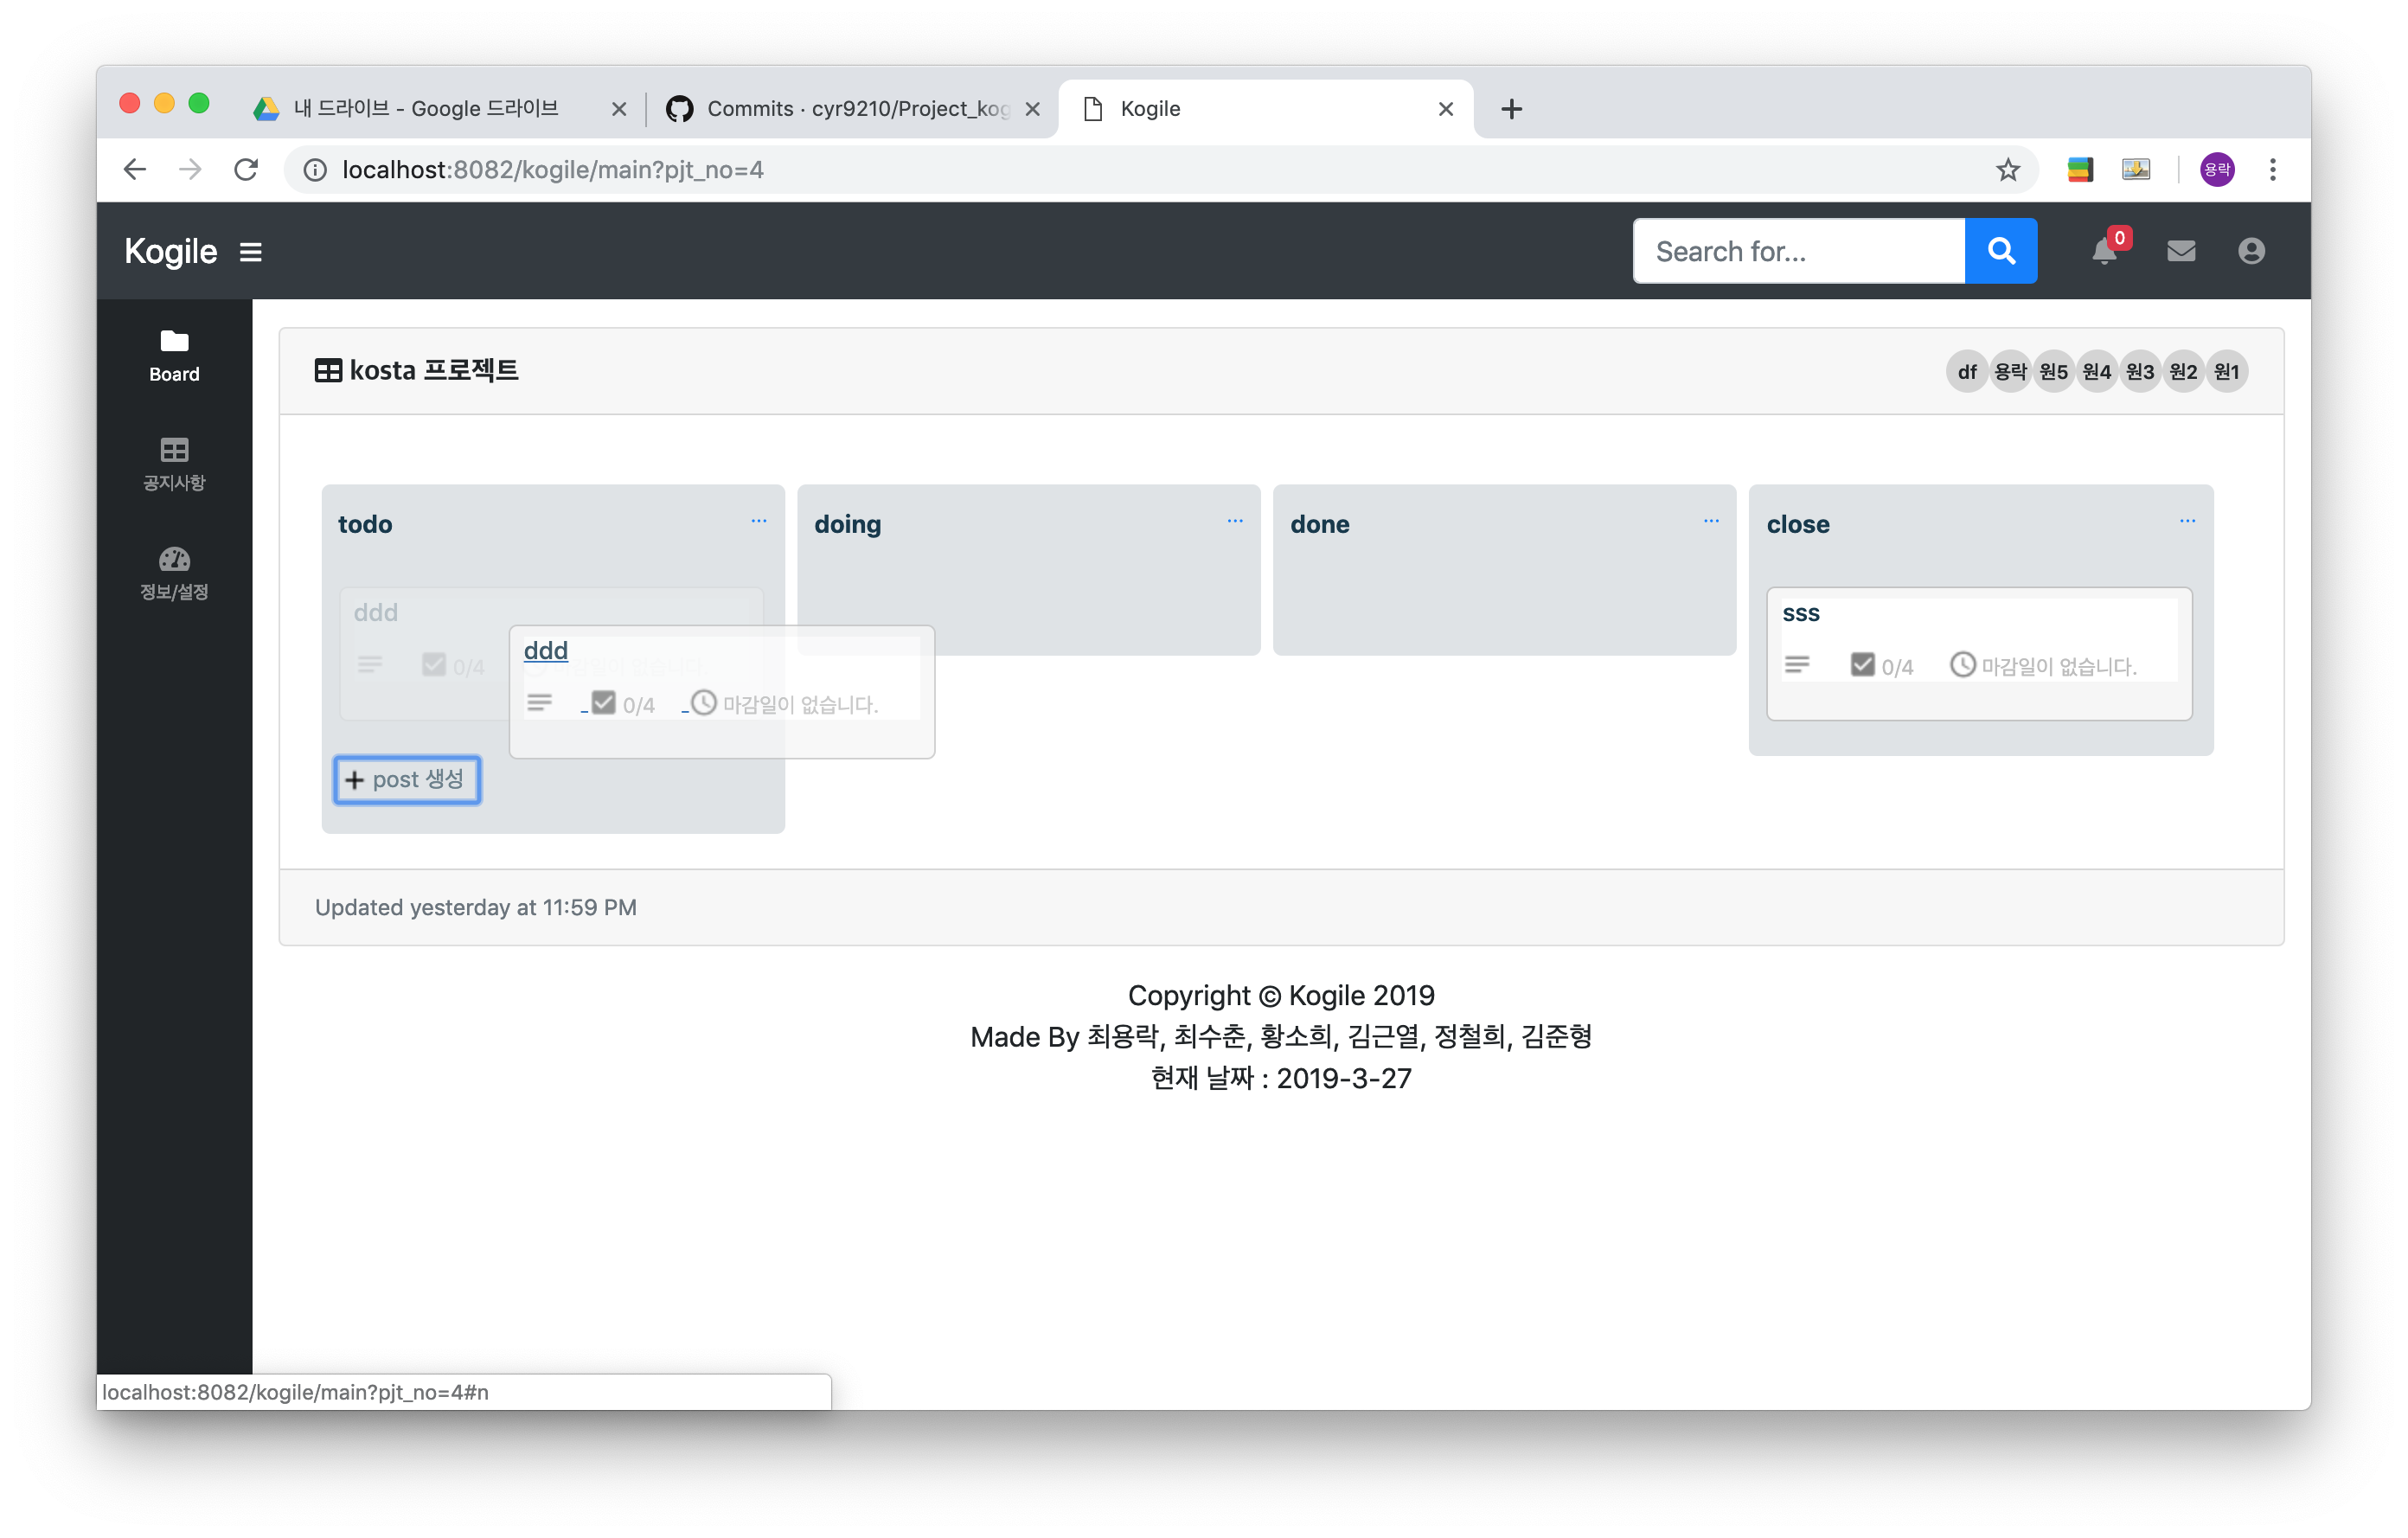 내 드라이브 - Google 드라이브
Commits · cyr9210/Project_kog
Kogile
localhost:8082/kogile/main?pjt_no=4
용락
Kogile
Search for...
0
Board
공지사항
정보/설정
kosta 프로젝트
df 용락 원5 원4 원3 원2 원1
todo ...
doing ...
done ...
close ...
ddd
0/4
ddd
0/4 마감일이 없습니다.
sss
0/4 마감일이 없습니다.
post 생성
Updated yesterday at 11:59 PM
Copyright © Kogile 2019
Made By 최용락, 최수춘, 황소희, 김근열, 정철희, 김준형
현재 날짜 : 2019-3-27
localhost:8082/kogile/main?pjt_no=4#n